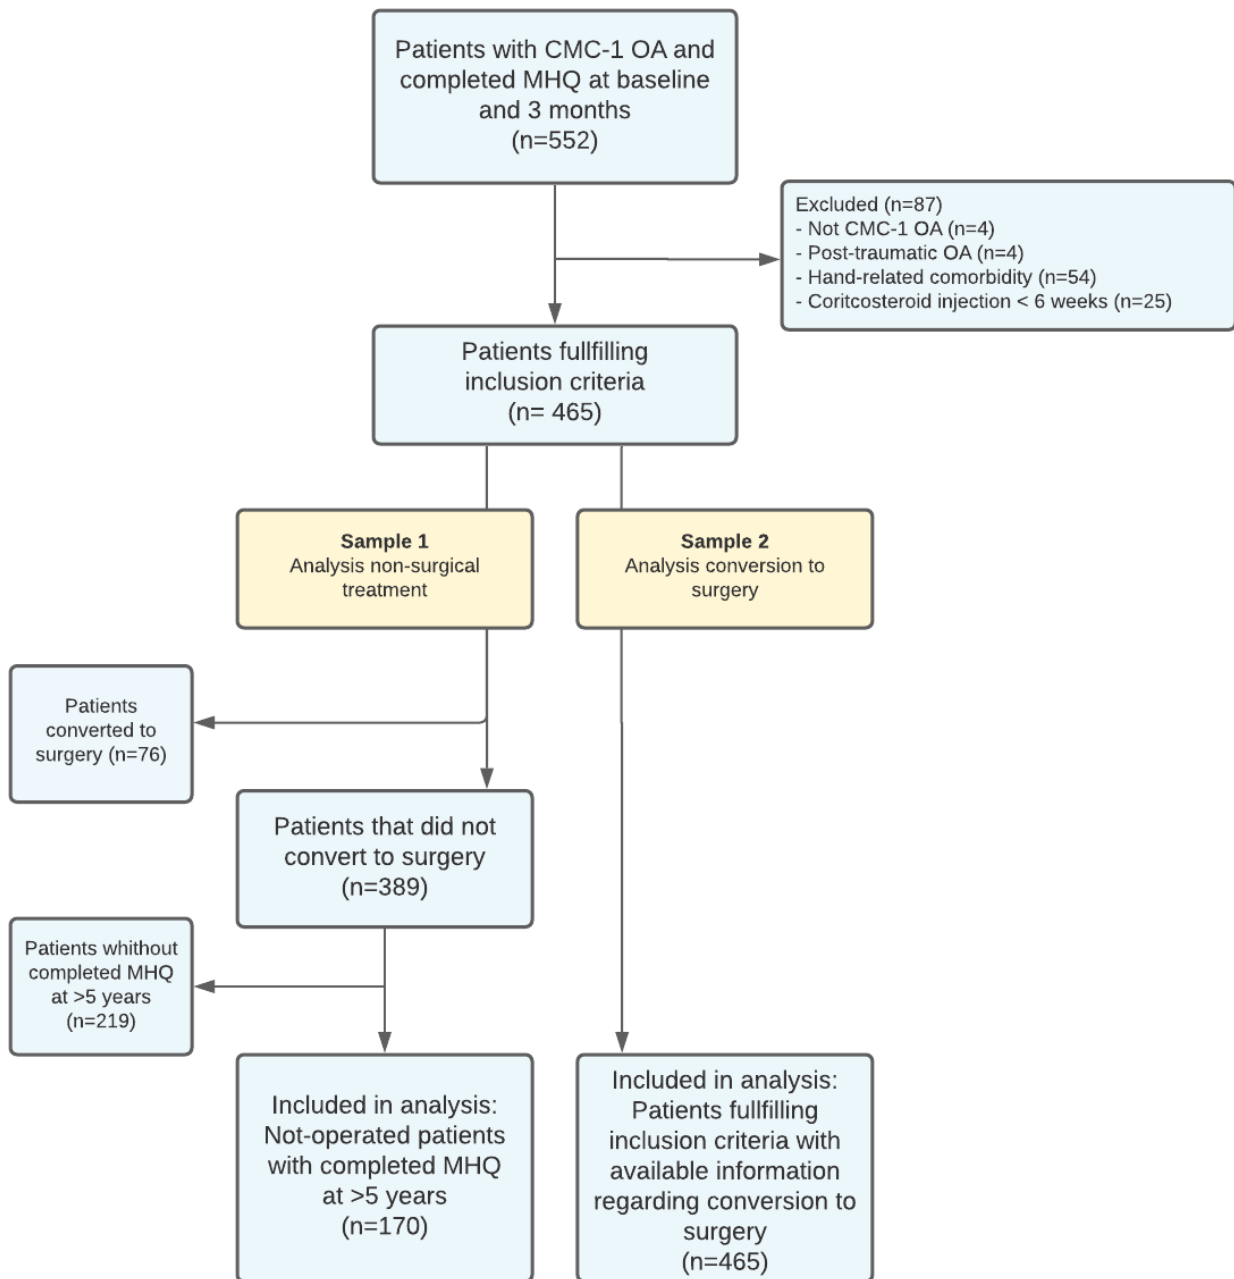 Patients with CMC-1 OA and
completed MHQ at baseline
and 3 months
(n=552)
Excluded (n=87)
- Not CMC-1 OA (n=4)
- Post-traumatic OA (n=4)
- Hand-related comorbidity (n=54)
- Coritcosteroid injection < 6 weeks (n=25)
Patients fullfilling
inclusion criteria
(n= 465)
Sample 1
Analysis non-surgical
treatment
Sample 2
Analysis conversion to
surgery
Patients
converted to
surgery (n=76)
Patients that did not
convert to surgery
(n=389)
Patients whithout
completed MHQ
at >5 years
(n=219)
Included in analysis:
Not-operated patients
with completed MHQ
at >5 years
(n=170)
Included in analysis:
Patients fullfilling
inclusion criteria with
available information
regarding conversion to
surgery
(n=465)